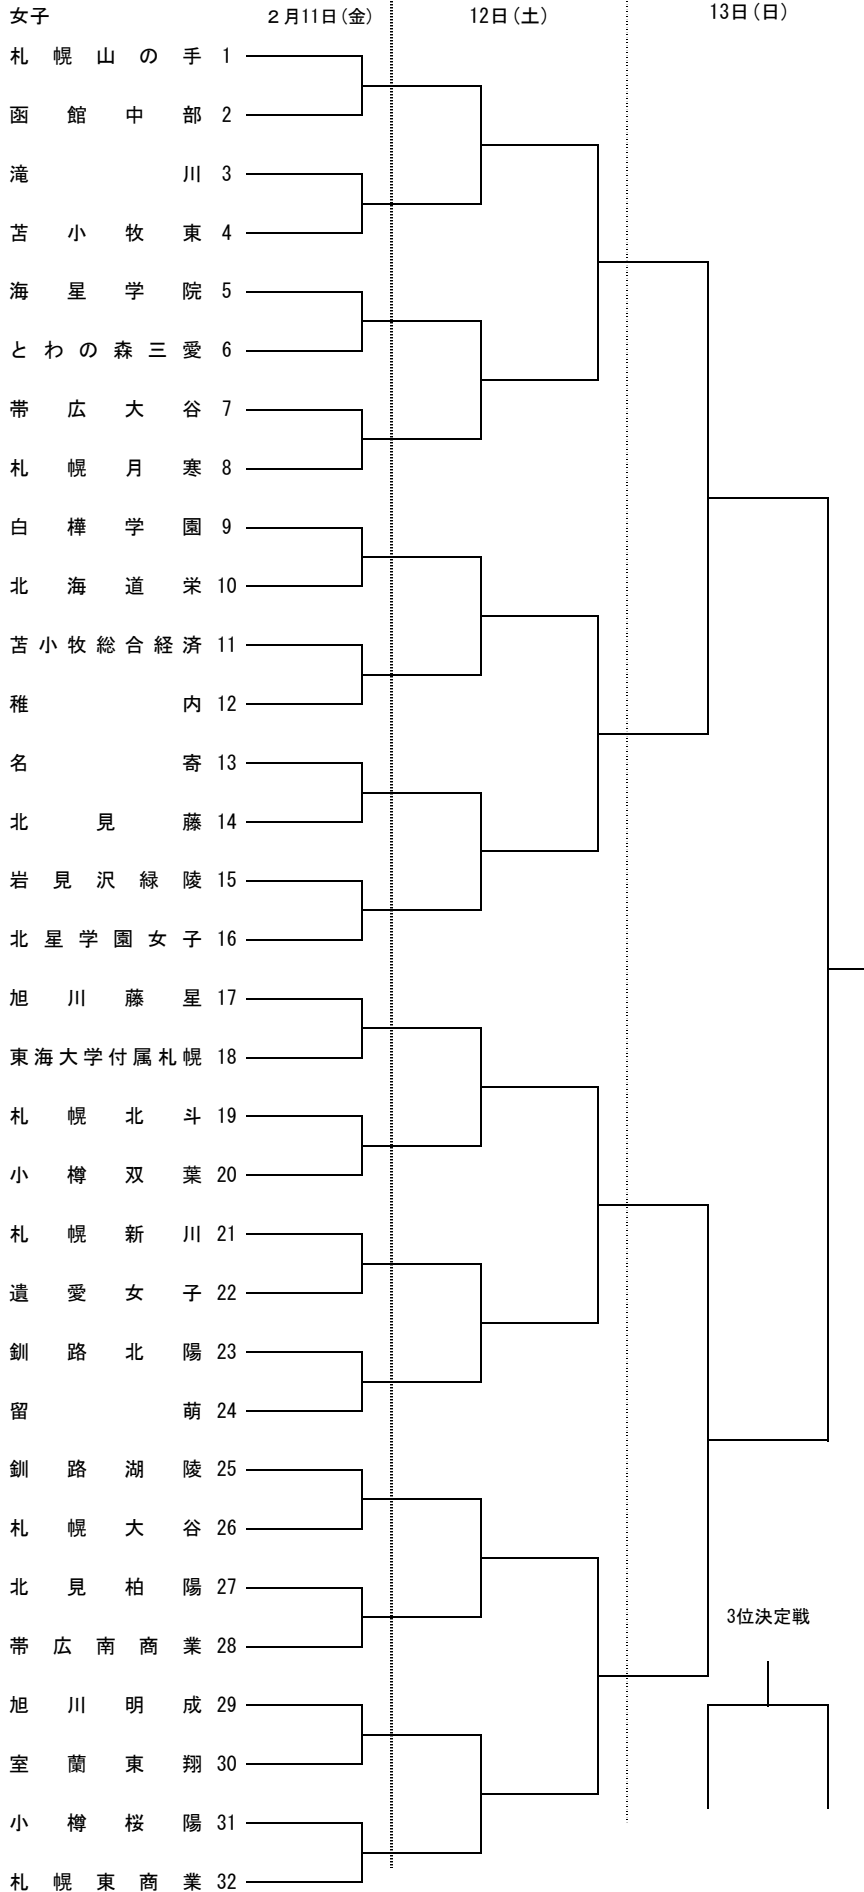 女子 ２月11日(金) 12日(土) 13日(日)
札幌山の手 1
函館中部 2
滝川 3
苫小牧東 4
海星学院 5
とわの森三愛 6
帯広大谷 7
札幌月寒 8
白樺学園 9
北海道栄 10
苫小牧総合経済 11
稚内 12
名寄 13
北見藤 14
岩見沢緑陵 15
北星学園女子 16
旭川藤星 17
東海大学付属札幌 18
札幌北斗 19
小樽双葉 20
札幌新川 21
遺愛女子 22
釧路北陽 23
留萌 24
釧路湖陵 25
札幌大谷 26
北見柏陽 27
3位決定戦
帯広南商業 28
旭川明成 29
室蘭東翔 30
小樽桜陽 31
札幌東商業 32